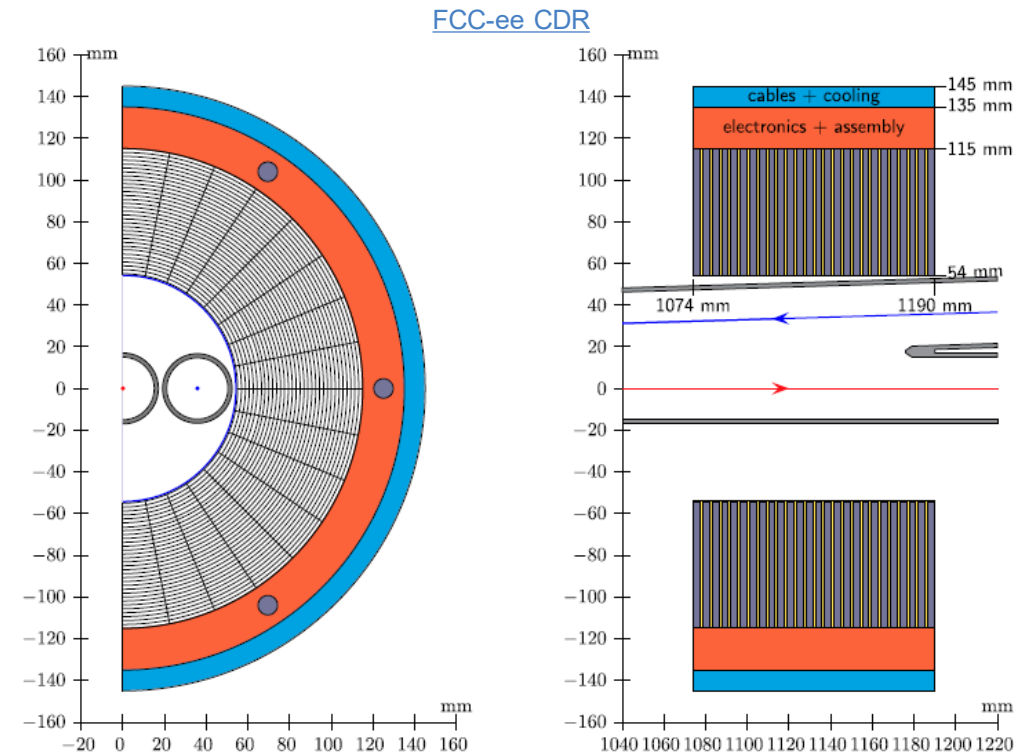 FCC-ee CDR
160 mm
140
120
100
80
60
40
20
0
−20
−40
−60
−80
−100
−120
−140
−160
mm
−20 0 20 40 60 80 100 120 140 160
160 mm
140
120
100
80
60
40
20
0
−20
−40
−60
−80
−100
−120
−140
−160
cables + cooling
electronics + assembly
145 mm
135 mm
115 mm
54 mm
1074 mm
1190 mm
mm
1040 1060 1080 1100 1120 1140 1160 1180 1200 1220